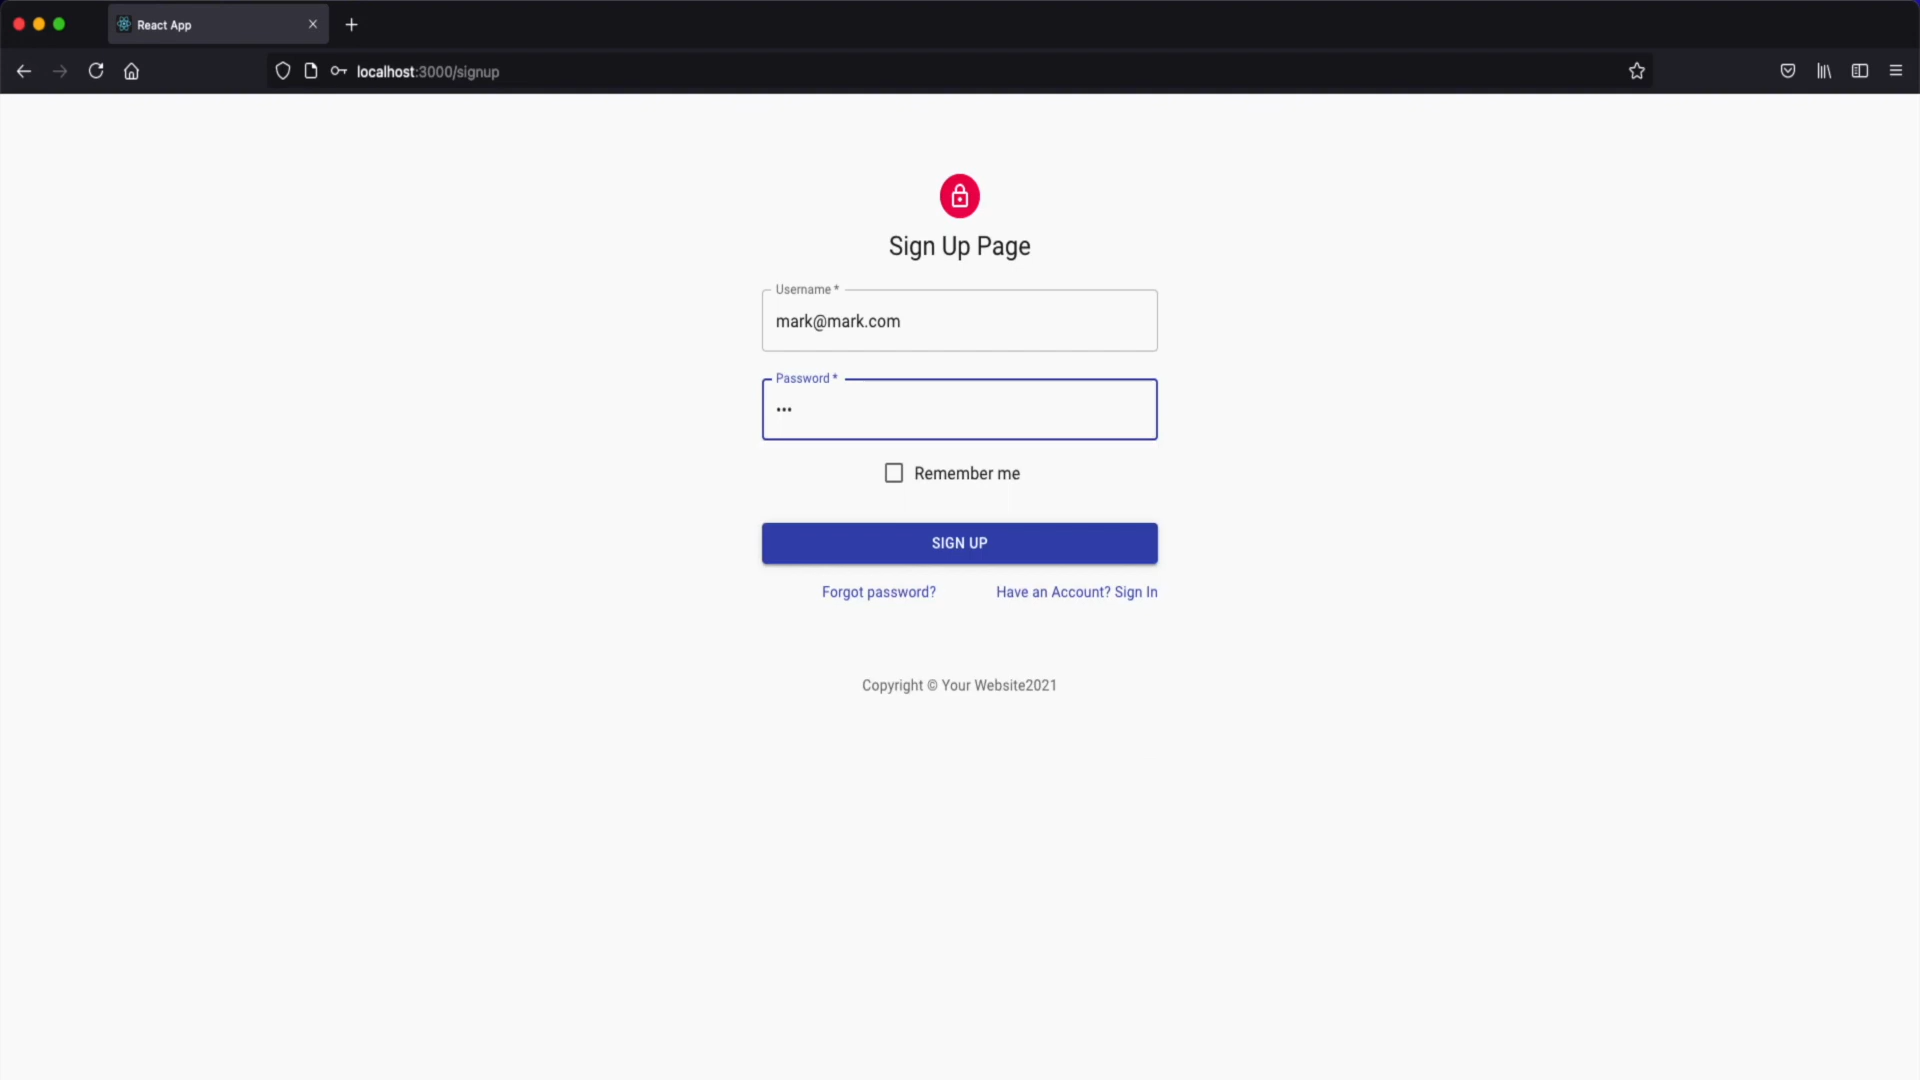 React App
localhost:3000/signup
Sign Up Page
Username *
mark@mark.com
Password *
•••
Remember me
SIGN UP
Forgot password?
Have an Account? Sign In
Copyright © Your Website2021